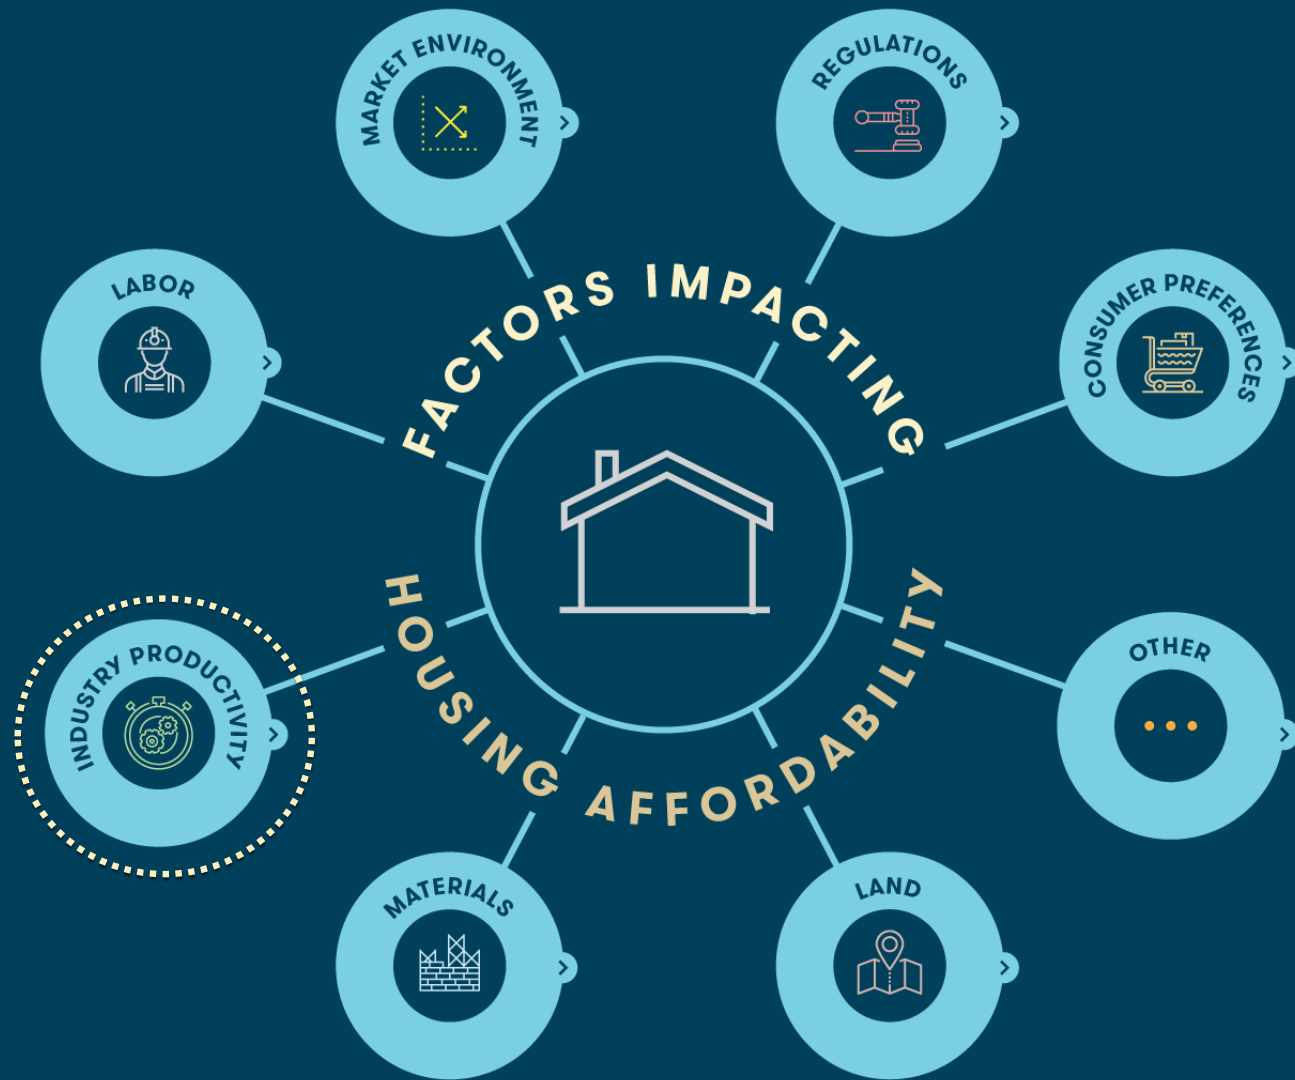 MARKET ENVIRONMENT
REGULATIONS
LABOR
CONSUMER PREFERENCES
FACTORS IMPACTING
HOUSING AFFORDABILITY
INDUSTRY PRODUCTIVITY
OTHER
MATERIALS
LAND